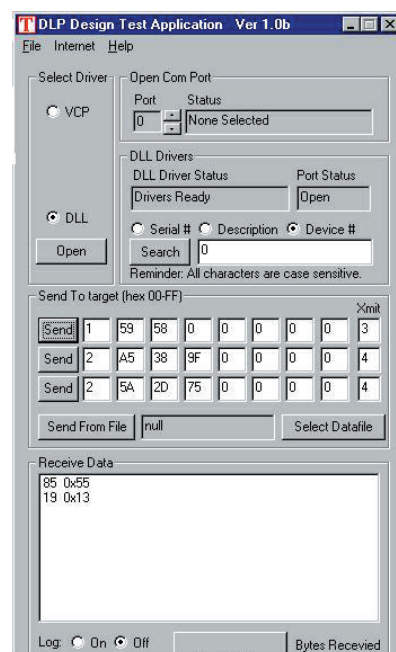 T DLP Design Test Application Ver 1.0b
File Internet Help
Select Driver
VCP
DLL
Open
Open Com Port
Port Status
0 None Selected
DLL Drivers
DLL Driver Status Port Status
Drivers Ready Open
Serial # Description Device #
Search 0
Reminder: All characters are case sensitive.
Send To target (hex 00-FF)
Xmit
Send 1 59 58 0 0 0 0 0 3
Send 2 A5 38 9F 0 0 0 0 4
Send 2 5A 2D 75 0 0 0 0 4
Send From File null Select Datafile
Receive Data
85 0x55
19 0x13
Log: On Off Bytes Recevied